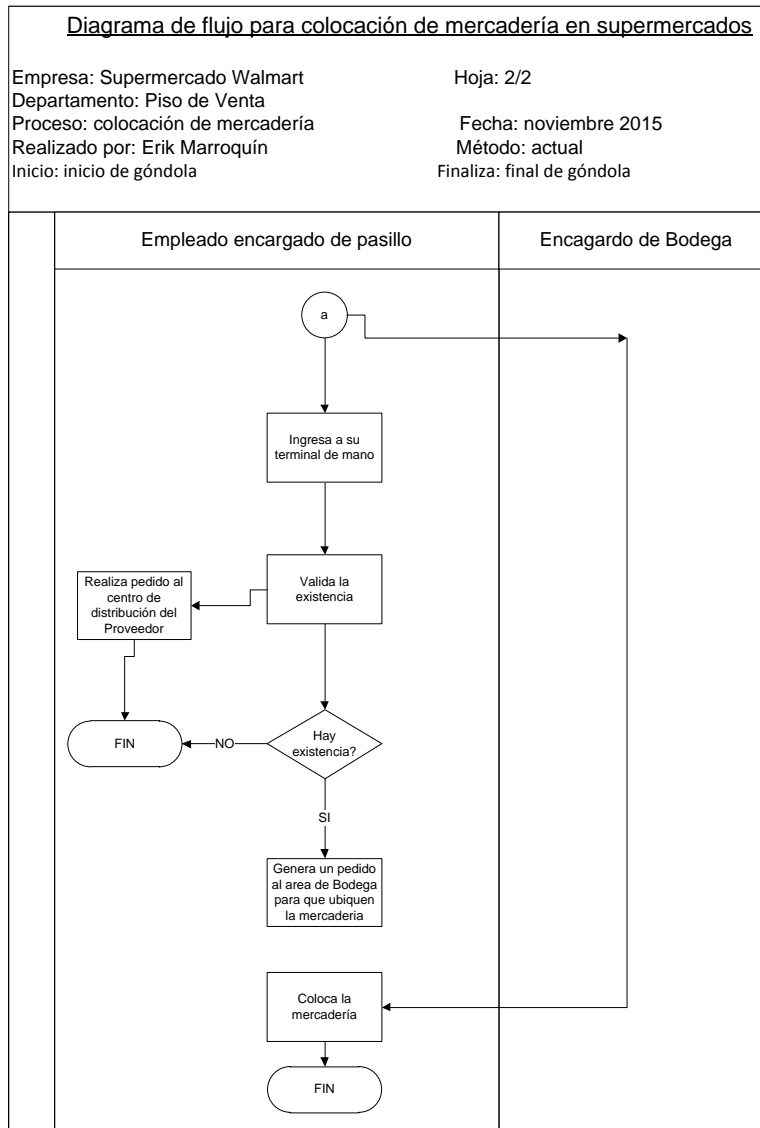 Diagrama de flujo para colocación de mercadería en supermercados
Empresa: Supermercado Walmart Hoja: 2/2
Departamento: Piso de Venta
Proceso: colocación de mercadería Fecha: noviembre 2015
Realizado por: Erik Marroquín Método: actual
Inicio: inicio de góndola Finaliza: final de góndola
Empleado encargado de pasillo Encagardo de Bodega
a
Ingresa a su
terminal de mano
Valida la
existencia
Realiza pedido al
centro de
distribución del
Proveedor
Hay
existencia?
NO
FIN
SI
Genera un pedido
al area de Bodega
para que ubiquen
la mercaderia
Coloca la
mercadería
FIN